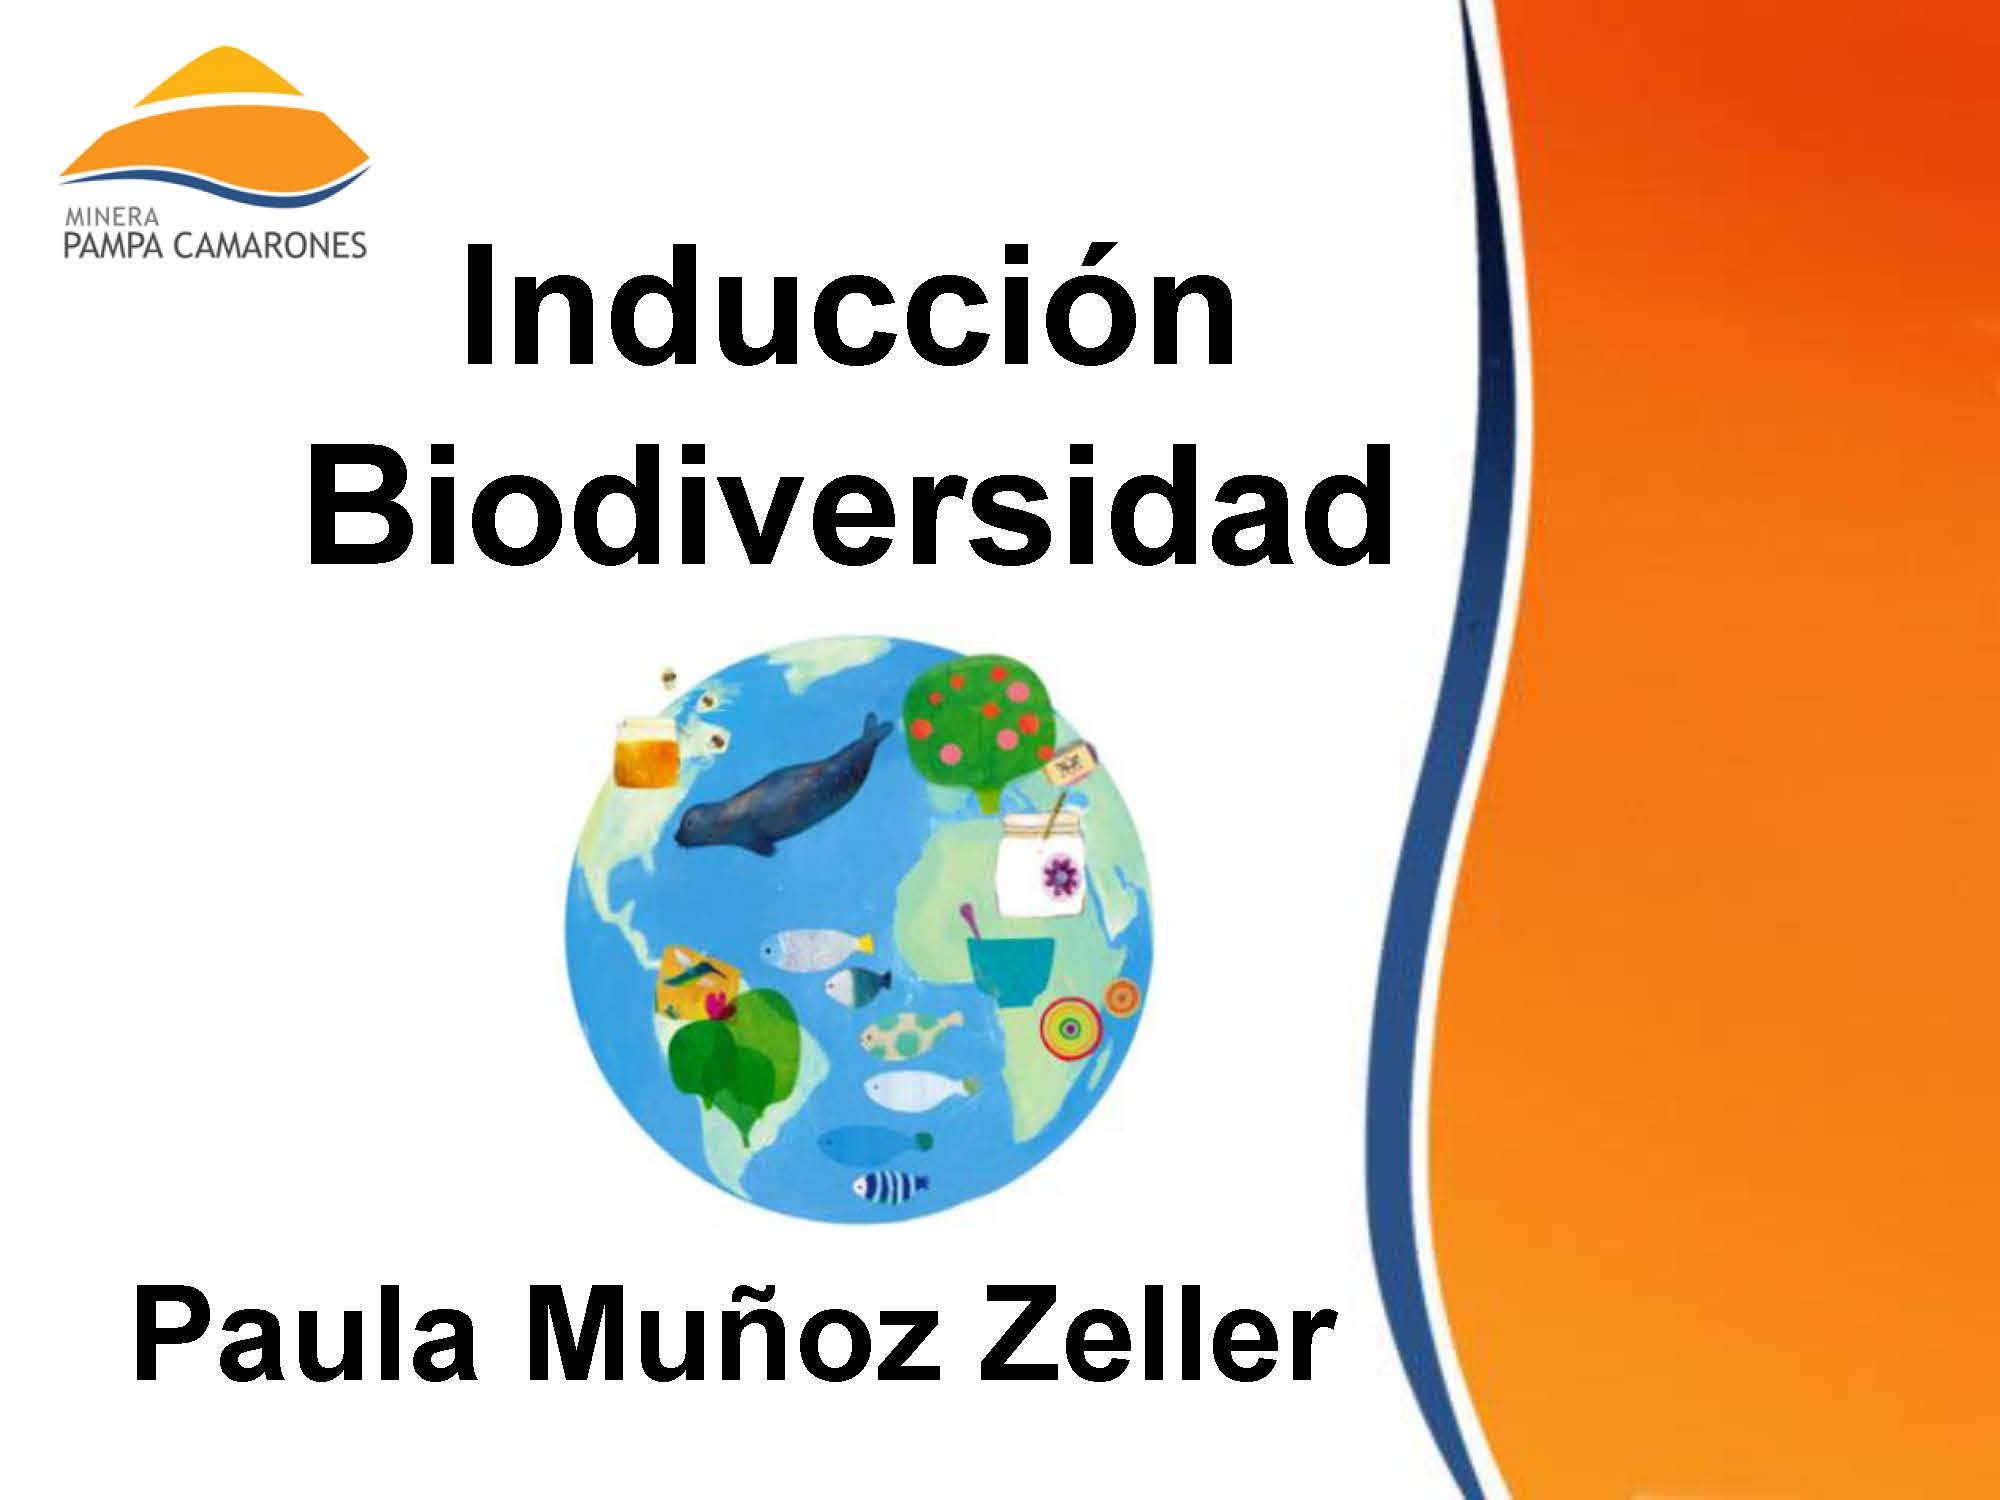 MINERA
PAMPA CAMARONES
Inducción
Biodiversidad
Paula Muñoz Zeller